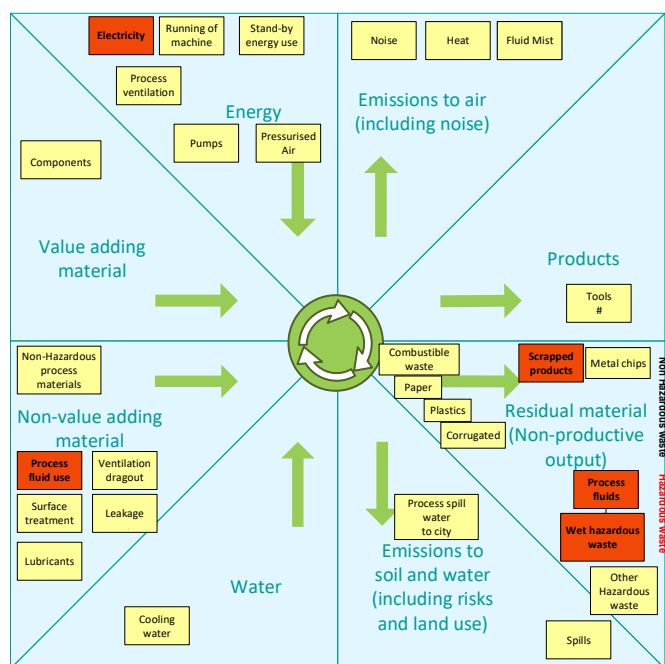 Electricity
Running of
machine
Stand-by
energy use
Process
ventilation
Energy
Pumps
Pressurised
Air
Components
Value adding
material
Noise
Heat
Fluid Mist
Emissions to air
(including noise)
Products
Tools
#
Non-Hazardous
process
materials
Non-value adding
material
Process
fluid use
Ventilation
dragout
Surface
treatment
Leakage
Lubricants
Water
Cooling
water
Combustible
waste
Paper
Plastics
Corrugated
Scrapped
products
Metal chips
Residual material
(Non-productive
output)
Non Hazardous waste
Hazardous waste
Process
fluids
Wet hazardous
waste
Other
Hazardous
waste
Spills
Process spill
water
to city
Emissions to
soil and water
(including risks
and land use)